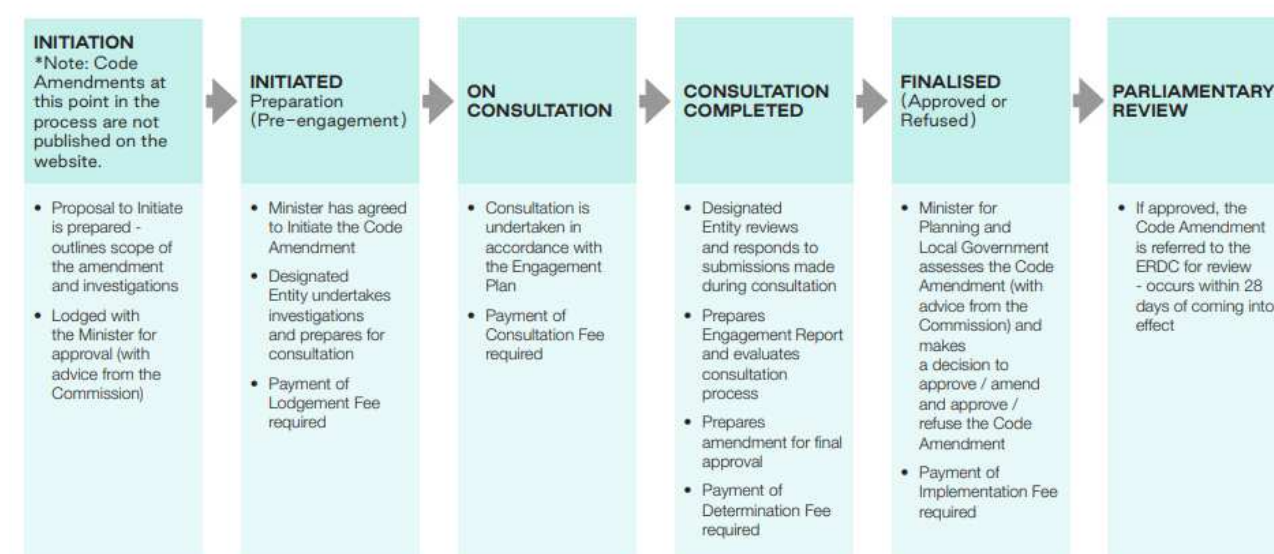 INITIATION
*Note: Code
Amendments at
this point in the
process are not
published on the
website.
• Proposal to Initiate
is prepared -
outlines scope of
the amendment
and investigations
• Lodged with
the Minister for
approval (with
advice from the
Commission)
INITIATED
Preparation
(Pre-engagement)
• Minister has agreed
to Initiate the Code
Amendment
• Designated
Entity undertakes
investigations
and prepares for
consultation
• Payment of
Lodgement Fee
required
ON
CONSULTATION
• Consultation is
undertaken in
accordance with
the Engagement
Plan
• Payment of
Consultation Fee
required
CONSULTATION
COMPLETED
• Designated
Entity reviews
and responds to
submissions made
during consultation
• Prepares
Engagement Report
and evaluates
consultation
process
• Prepares
amendment for final
approval
• Payment of
Determination Fee
required
FINALISED
(Approved or
Refused)
• Minister for
Planning and
Local Government
assesses the Code
Amendment (with
advice from the
Commission) and
makes
a decision to
approve / amend
and approve /
refuse the Code
Amendment
• Payment of
Implementation Fee
required
PARLIAMENTARY
REVIEW
• If approved, the
Code Amendment
is referred to the
ERDC for review
- occurs within 28
days of coming into
effect